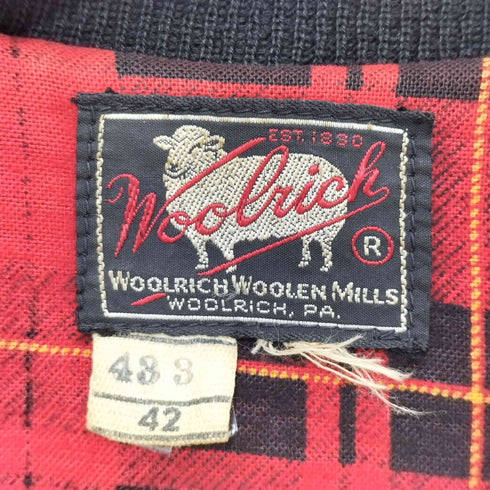 EST. 1830
Woolrich
®
WOOLRICH WOOLEN MILLS
WOOLRICH, PA.
433
42